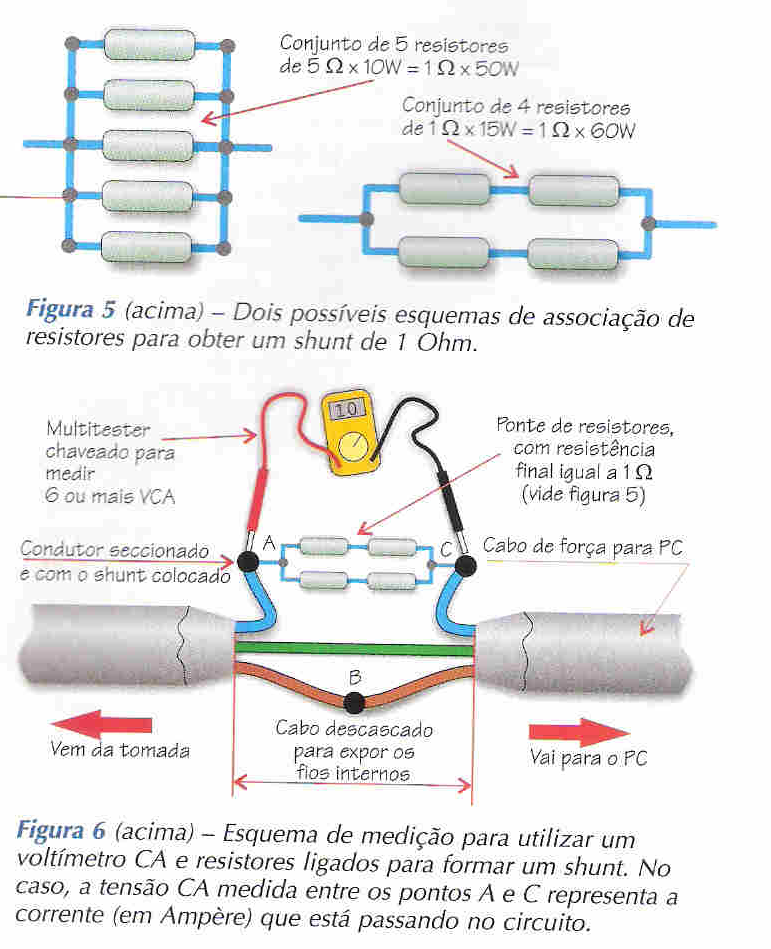 Conjunto de 5 resistores
de 5 Ω x 10W = 1 Ω x 50W
Conjunto de 4 resistores
de 1 Ω x 15W = 1 Ω x 60W
Figura 5 (acima) – Dois possíveis esquemas de associação de
resistores para obter um shunt de 1 Ohm.
Multitester
chaveado para
medir
6 ou mais VCA
10
Ponte de resistores,
com resistência
final igual a 1 Ω
(vide figura 5)
A
C
Condutor seccionado
e com o shunt colocado
Cabo de força para PC
B
Vem da tomada
Cabo descascado
para expor os
fios internos
Vai para o PC
Figura 6 (acima) – Esquema de medição para utilizar um
voltímetro CA e resistores ligados para formar um shunt. No
caso, a tensão CA medida entre os pontos A e C representa a
corrente (em Ampère) que está passando no circuito.